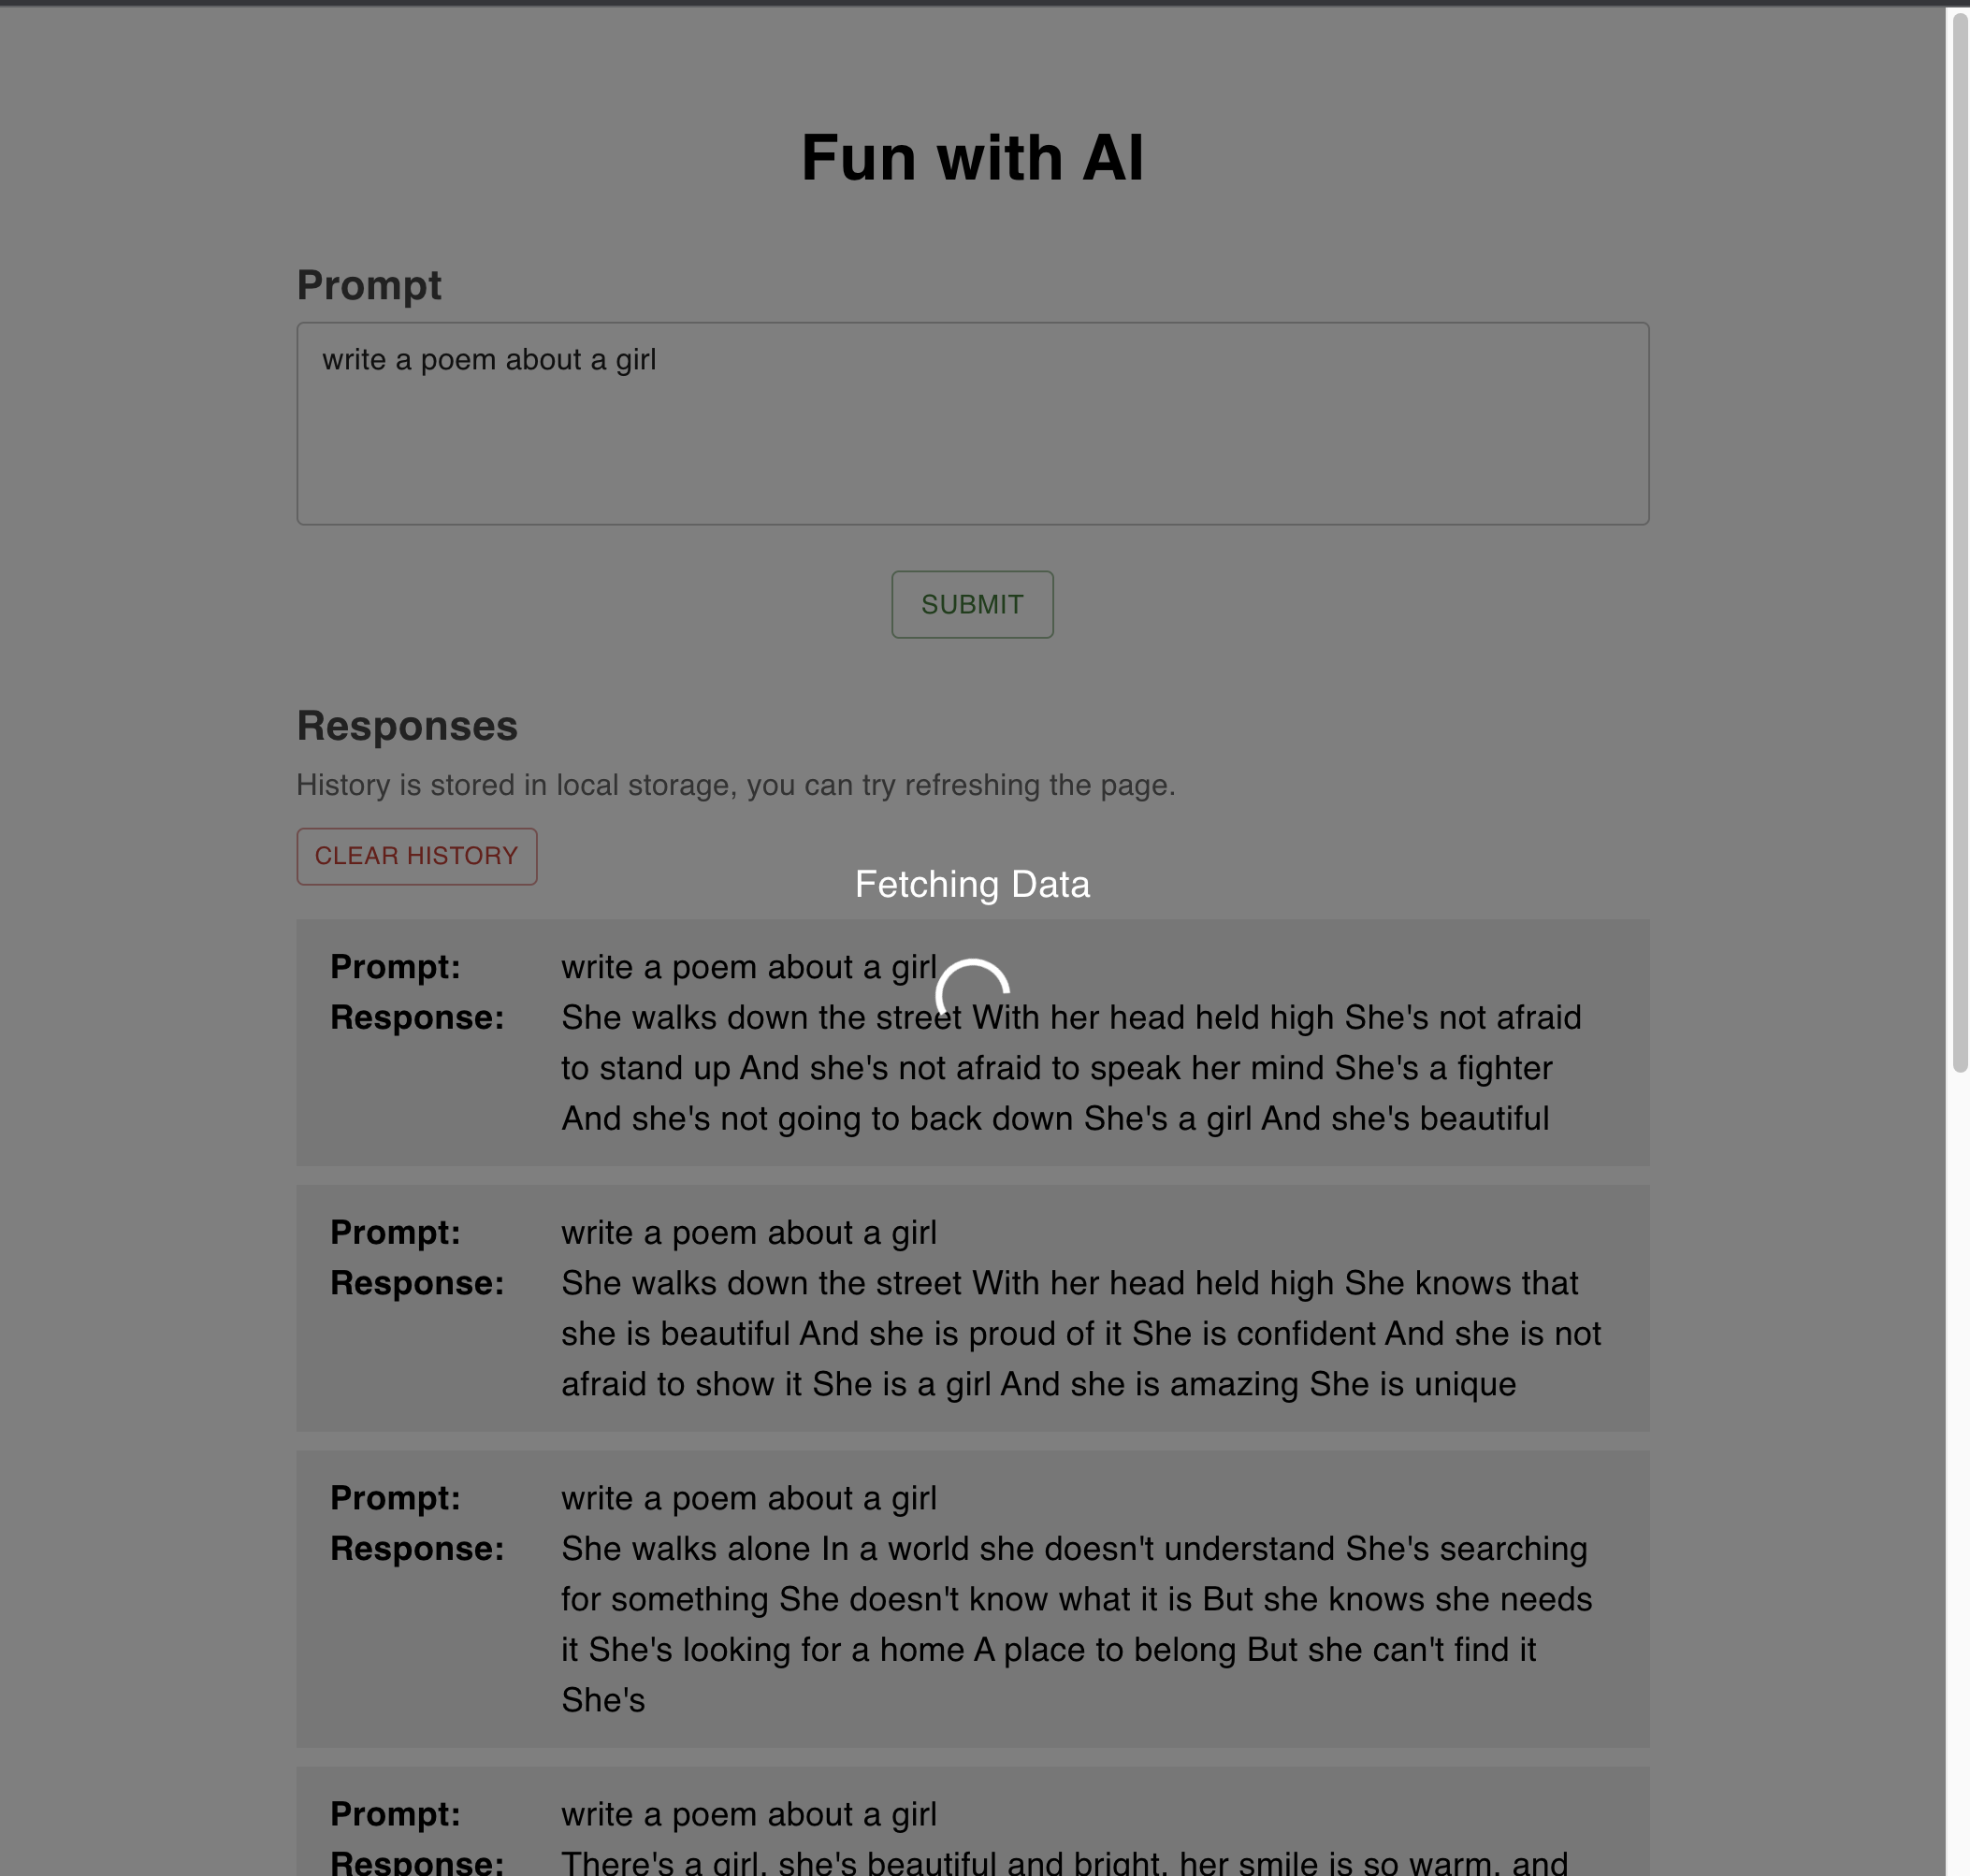 Fun with AI
Prompt
write a poem about a girl
SUBMIT
Responses
History is stored in local storage, you can try refreshing the page.
CLEAR HISTORY
Fetching Data
Prompt: write a poem about a girl
Response: She walks down the street With her head held high She's not afraid
to stand up And she's not afraid to speak her mind She's a fighter
And she's not going to back down She's a girl And she's beautiful
Prompt: write a poem about a girl
Response: She walks down the street With her head held high She knows that
she is beautiful And she is proud of it She is confident And she is not
afraid to show it She is a girl And she is amazing She is unique
Prompt: write a poem about a girl
Response: She walks alone In a world she doesn't understand She's searching
for something She doesn't know what it is But she knows she needs
it She's looking for a home A place to belong But she can't find it
She's
Prompt: write a poem about a girl
Response: There's a girl, she's beautiful and bright, her smile is so warm, and